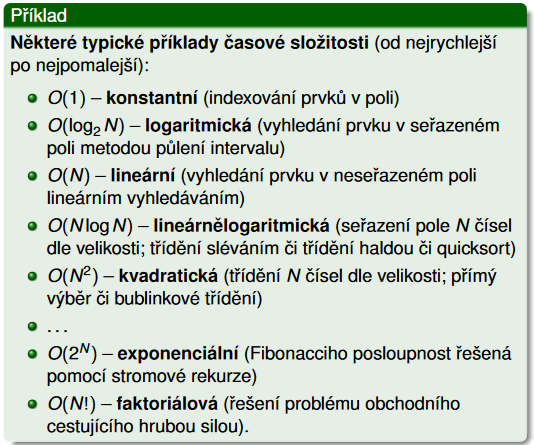 Příklad
Některé typické příklady časové složitosti (od nejrychlejší
po nejpomalejší):
O(1) – konstantní (indexování prvků v poli)
O(log₂ N) – logaritmická (vyhledání prvku v seřazeném
poli metodou půlení intervalu)
O(N) – lineární (vyhledání prvku v neseřazeném poli
lineárním vyhledáváním)
O(N log N) – lineárnělogaritmická (seřazení pole N čísel
dle velikosti; třídění sléváním či třídění haldou či quicksort)
O(N²) – kvadratická (třídění N čísel dle velikosti; přímý
výběr či bublinkové třídění)
...
O(2ᴺ) – exponenciální (Fibonacciho posloupnost řešená
pomocí stromové rekurze)
O(N!) – faktoriálová (řešení problému obchodního
cestujícího hrubou silou).